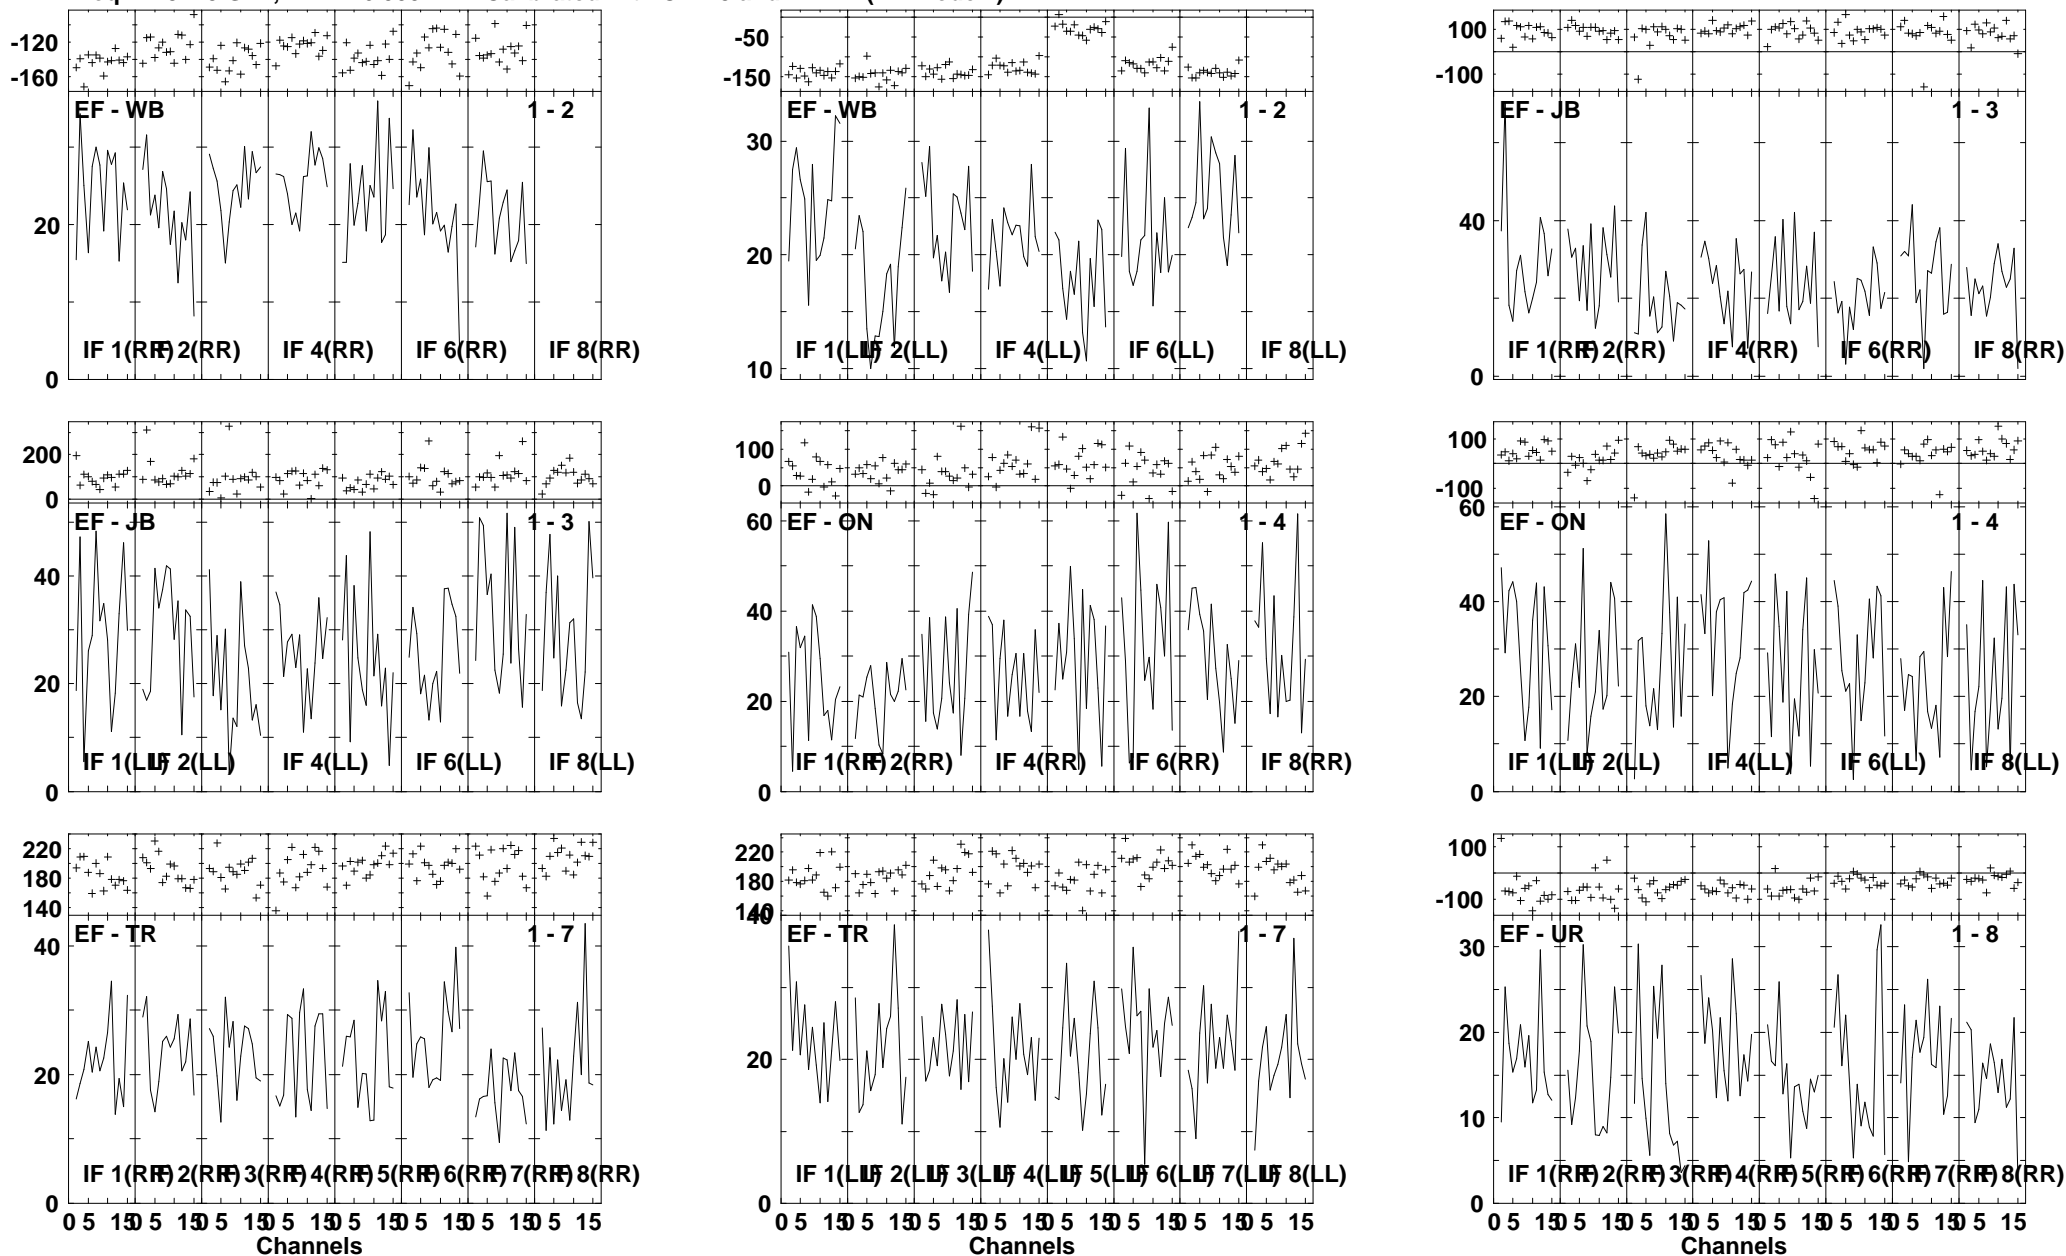 -120
-160
EF - WB 1 - 2
20
0
IF 1(RR) IF 2(RR) IF 4(RR) IF 6(RR) IF 8(RR)
-50
-150
EF - WB 1 - 2
30
20
10
IF 1(LL) IF 2(LL) IF 4(LL) IF 6(LL) IF 8(LL)
100
-100
EF - JB 1 - 3
40
0
IF 1(RR) IF 2(RR) IF 4(RR) IF 6(RR) IF 8(RR)
200
0
EF - JB 1 - 3
40
20
0
IF 1(LL) IF 2(LL) IF 4(LL) IF 6(LL) IF 8(LL)
100
0
EF - ON 1 - 4
60
40
20
0
IF 1(RR) IF 2(RR) IF 4(RR) IF 6(RR) IF 8(RR)
100
-100
60
EF - ON 1 - 4
40
20
0
IF 1(LL) IF 2(LL) IF 4(LL) IF 6(LL) IF 8(LL)
220
180
140
EF - TR 1 - 7
40
20
0
IF 1(RR) IF 2(RR) IF 3(RR) IF 4(RR) IF 5(RR) IF 6(RR) IF 7(RR) IF 8(RR)
0 5 15 0 5 15 0 5 15 0 5 15 0 5 15 0 5 15 0 5 15 0 5 15
Channels
220
180
140
40
EF - TR 1 - 7
20
0
IF 1(LL) IF 2(LL) IF 3(LL) IF 4(LL) IF 5(LL) IF 6(LL) IF 7(LL) IF 8(LL)
0 5 15 0 5 15 0 5 15 0 5 15 0 5 15 0 5 15 0 5 15 0 5 15
Channels
100
-100
EF - UR 1 - 8
30
20
10
0
IF 1(RR) IF 2(RR) IF 3(RR) IF 4(RR) IF 5(RR) IF 6(RR) IF 7(RR) IF 8(RR)
0 5 15 0 5 15 0 5 15 0 5 15 0 5 15 0 5 15 0 5 15 0 5 15
Channels